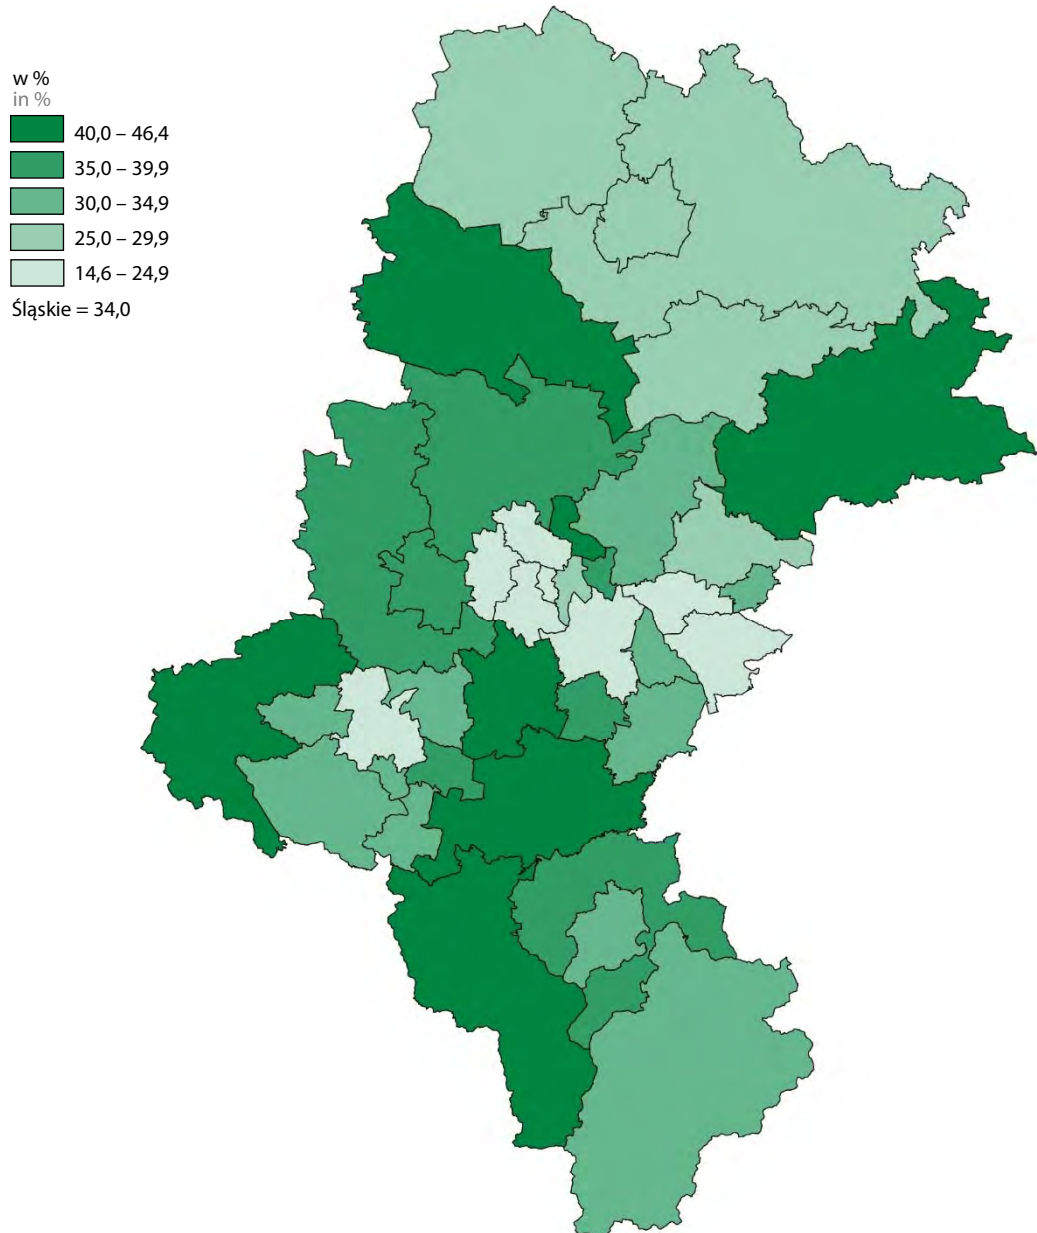 w %
in %
40,0 – 46,4
35,0 – 39,9
30,0 – 34,9
25,0 – 29,9
14,6 – 24,9
Śląskie = 34,0